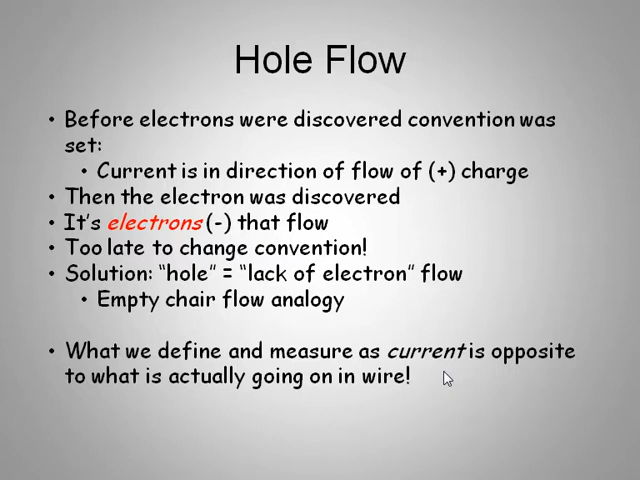 Hole Flow
• Before electrons were discovered convention was
set:
• Current is in direction of flow of (+) charge
• Then the electron was discovered
• It's electrons (-) that flow
• Too late to change convention!
• Solution: "hole" = "lack of electron" flow
• Empty chair flow analogy
• What we define and measure as current is opposite
to what is actually going on in wire!